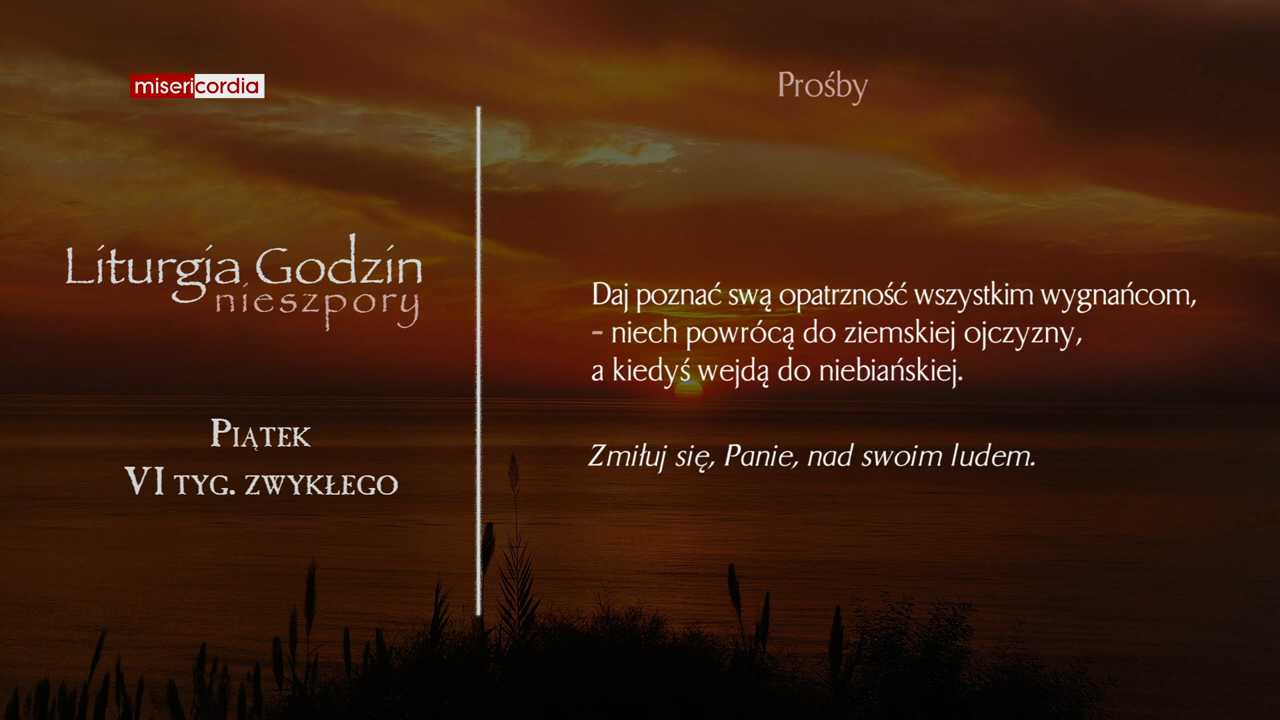 misericordia
Prośby
Liturgia Godzin
nieszpory
Piątek
VI tyg. zwykłego
Daj poznać swą opatrzność wszystkim wygnańcom,
- niech powrócą do ziemskiej ojczyzny,
a kiedyś wejdą do niebiańskiej.
Zmiłuj się, Panie, nad swoim ludem.